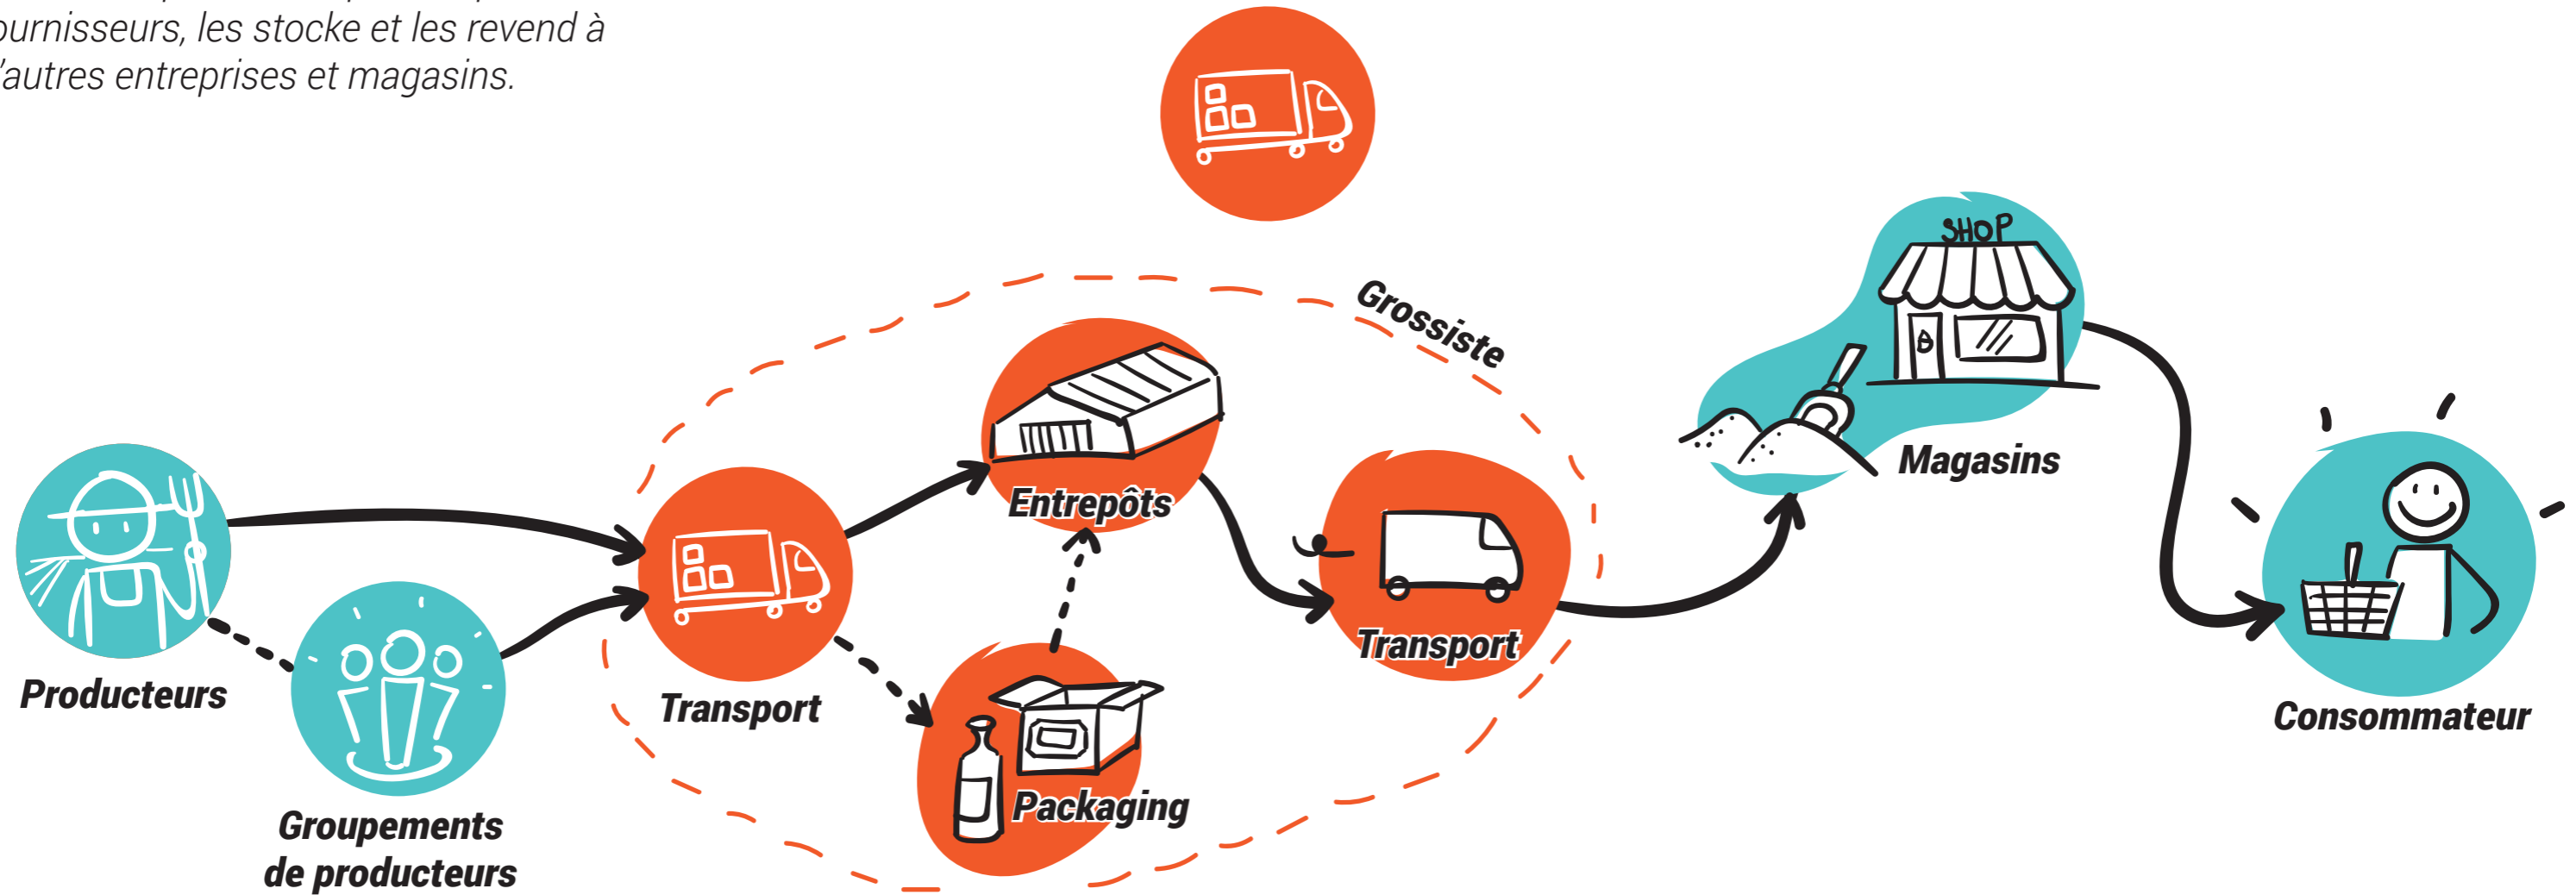 ournisseurs, les stocke et les revend à
'autres entreprises et magasins.
SHOP
Grossiste
Magasins
Entrepôts
Producteurs
Transport
Transport
Consommateur
Packaging
Groupements
de producteurs